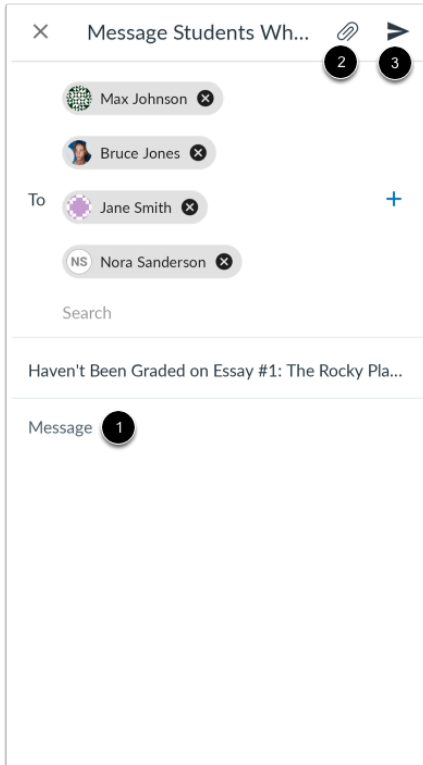 Message Students Wh...
2
3
Max Johnson
Bruce Jones
To
Jane Smith
NS Nora Sanderson
Search
Haven't Been Graded on Essay #1: The Rocky Pla...
Message 1